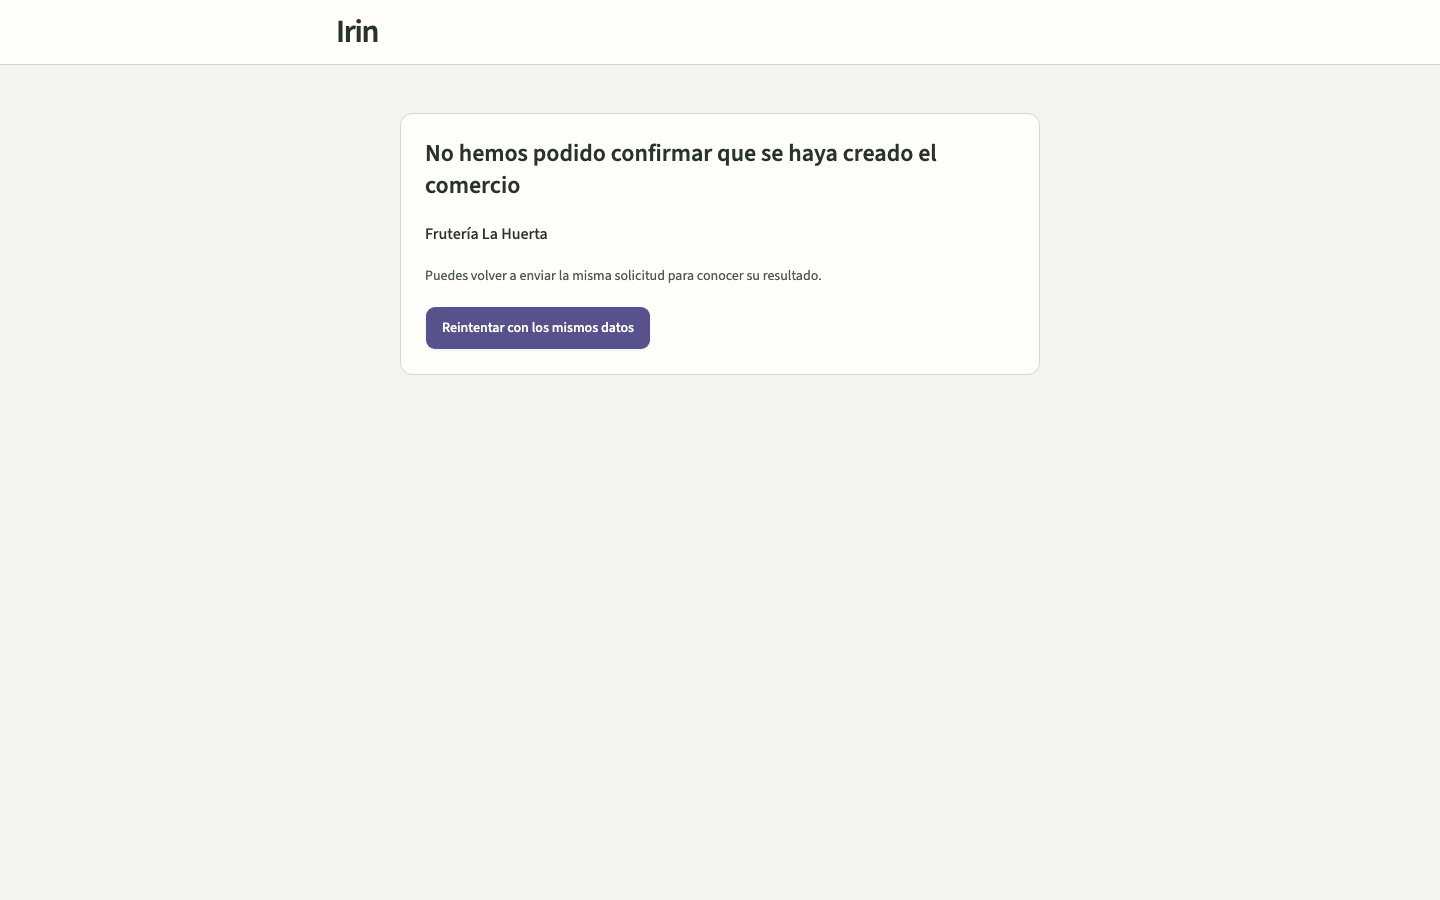 Irin
No hemos podido confirmar que se haya creado el
comercio
Frutería La Huerta
Puedes volver a enviar la misma solicitud para conocer su resultado.
Reintentar con los mismos datos